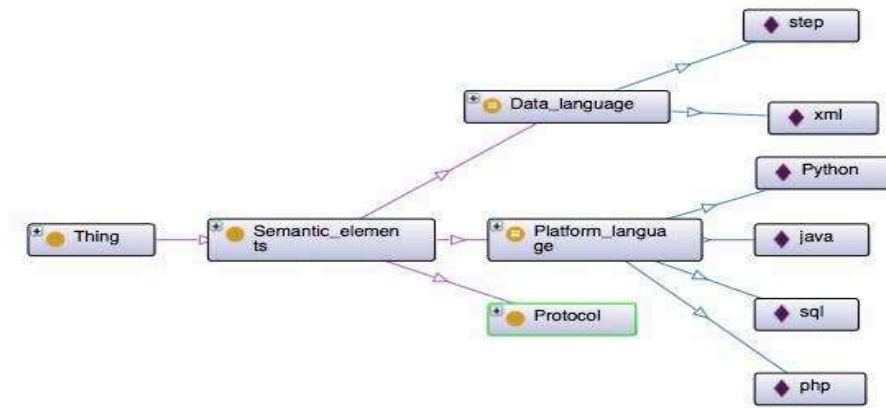 step
Data_language
xml
Python
Thing
Semantic_elemen
ts
Platform_langua
ge
java
Protocol
sql
php